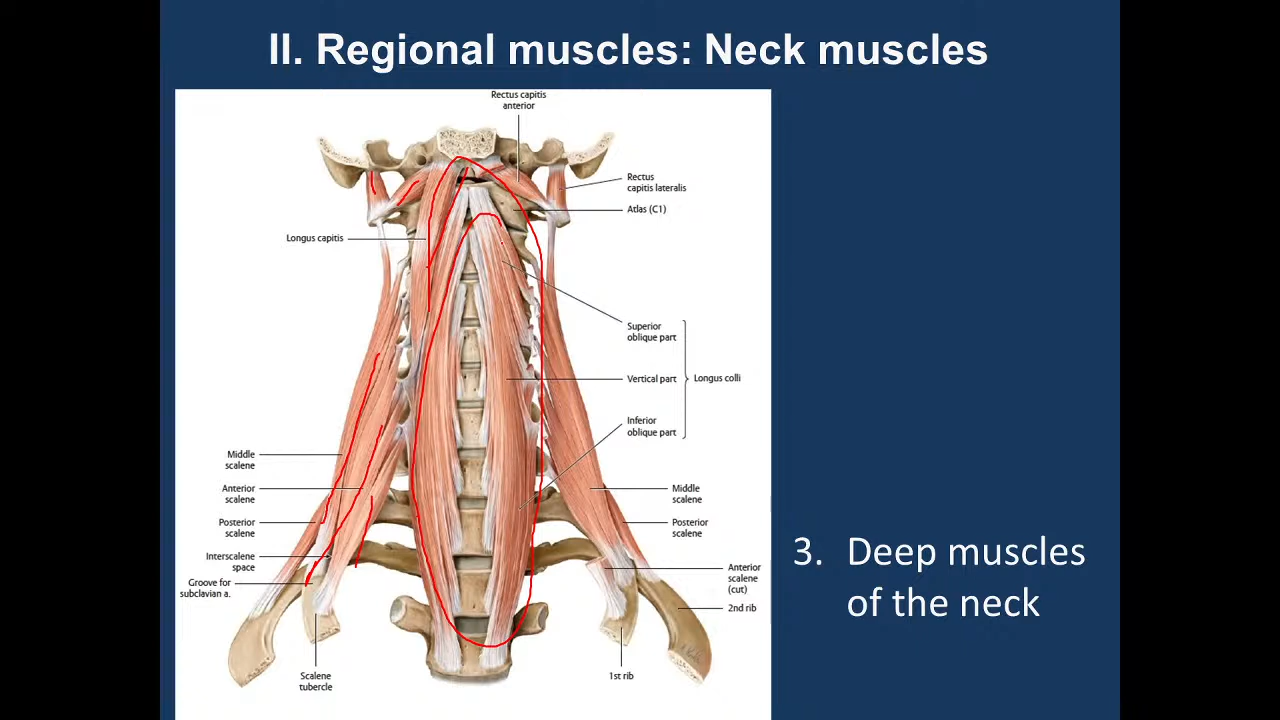 II. Regional muscles: Neck muscles
Rectus capitis
anterior
Rectus
capitis lateralis
Atlas (C1)
Longus capitis
Superior
oblique part
Vertical part
Longus colli
Inferior
oblique part
Middle
scalene
Anterior
scalene
Posterior
scalene
Interscalene
space
Groove for
subclavian a.
Scalene
tubercle
Middle
scalene
Posterior
scalene
Anterior
scalene
(cut)
2nd rib
1st rib
3. Deep muscles
of the neck